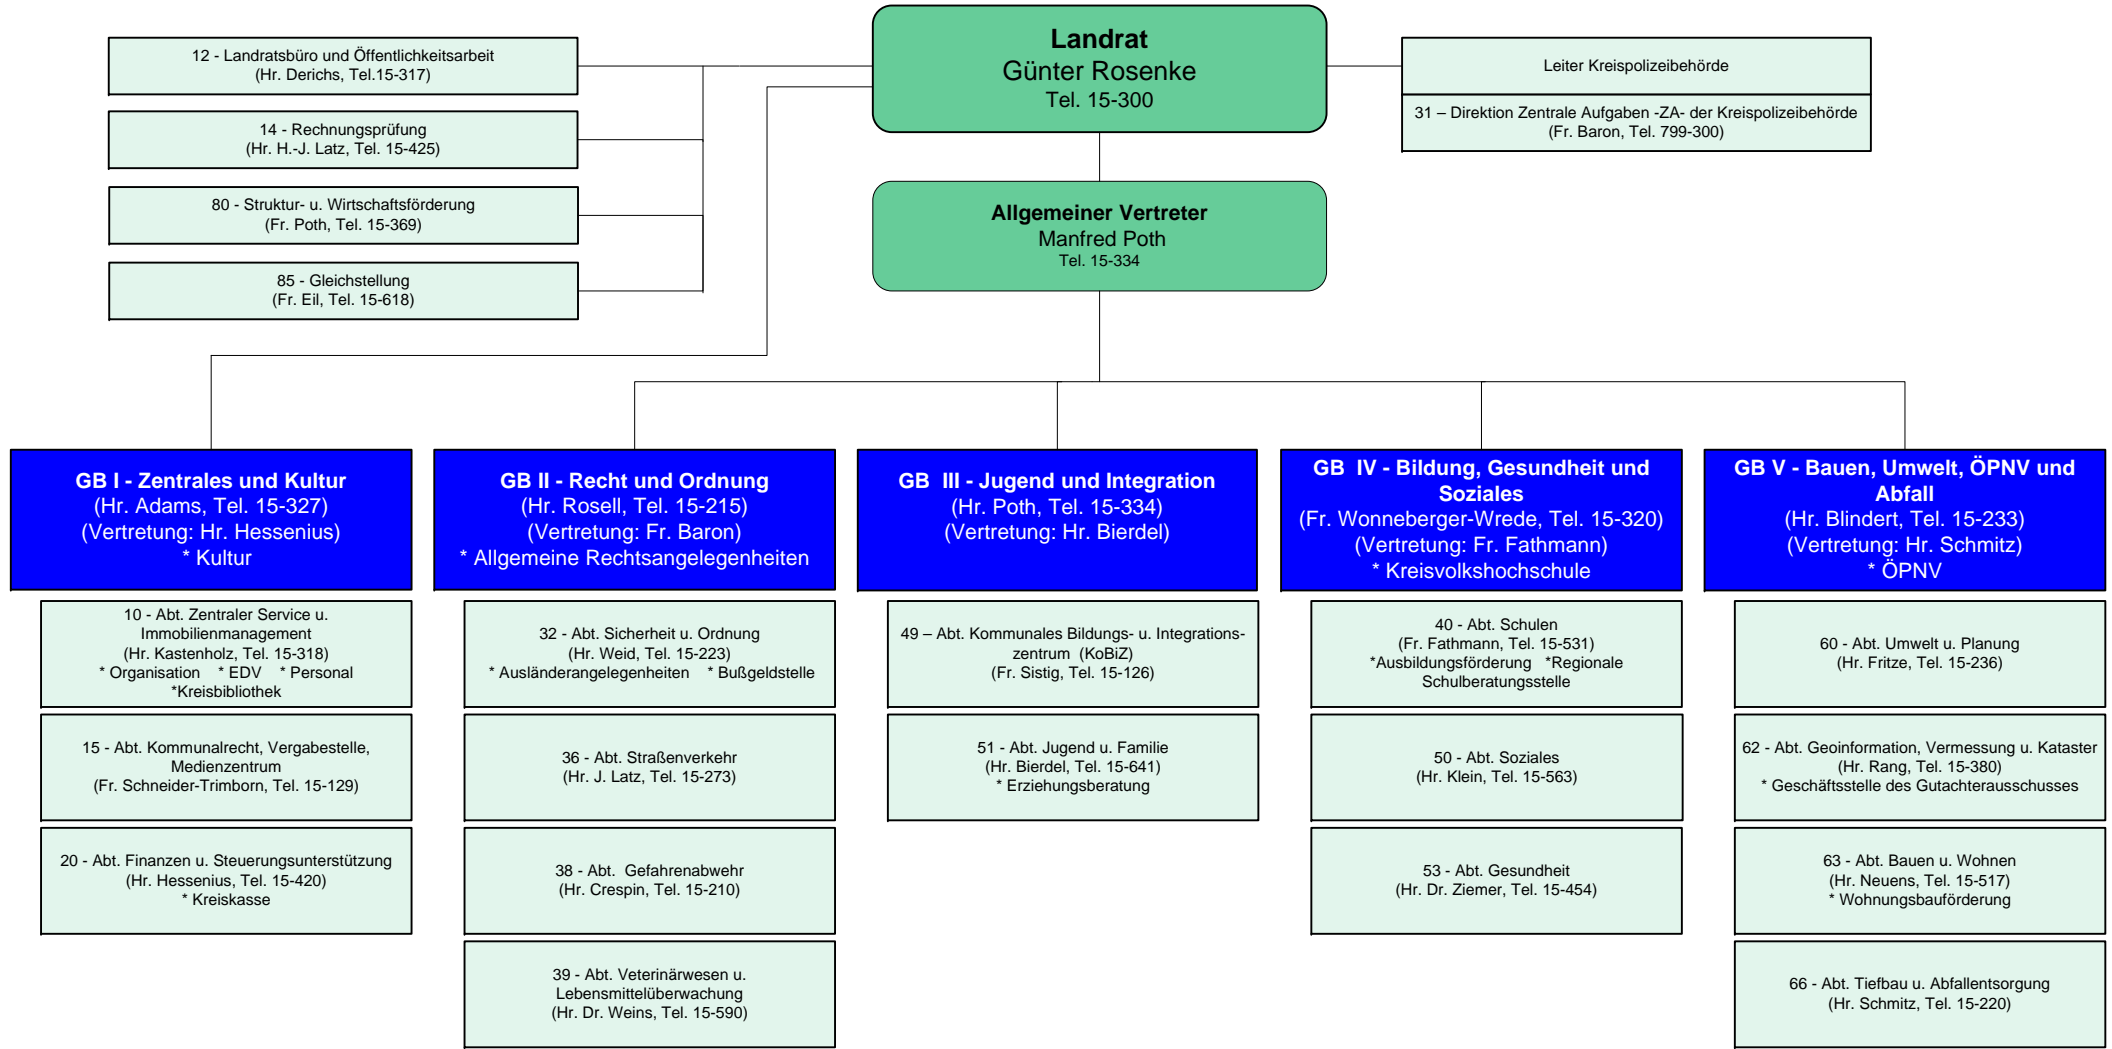 Landrat
Günter Rosenke
Tel. 15-300
12 - Landratsbüro und Öffentlichkeitsarbeit
(Hr. Derichs, Tel.15-317)
14 - Rechnungsprüfung
(Hr. H.-J. Latz, Tel. 15-425)
80 - Struktur- u. Wirtschaftsförderung
(Fr. Poth, Tel. 15-369)
85 - Gleichstellung
(Fr. Eil, Tel. 15-618)
Leiter Kreispolizeibehörde
31 – Direktion Zentrale Aufgaben -ZA- der Kreispolizeibehörde
(Fr. Baron, Tel. 799-300)
Allgemeiner Vertreter
Manfred Poth
Tel. 15-334
GB I - Zentrales und Kultur
(Hr. Adams, Tel. 15-327)
(Vertretung: Hr. Hessenius)
* Kultur
10 - Abt. Zentraler Service u.
Immobilienmanagement
(Hr. Kastenholz, Tel. 15-318)
* Organisation * EDV * Personal
*Kreisbibliothek
15 - Abt. Kommunalrecht, Vergabestelle,
Medienzentrum
(Fr. Schneider-Trimborn, Tel. 15-129)
20 - Abt. Finanzen u. Steuerungsunterstützung
(Hr. Hessenius, Tel. 15-420)
* Kreiskasse
GB II - Recht und Ordnung
(Hr. Rosell, Tel. 15-215)
(Vertretung: Fr. Baron)
* Allgemeine Rechtsangelegenheiten
32 - Abt. Sicherheit u. Ordnung
(Hr. Weid, Tel. 15-223)
* Ausländerangelegenheiten * Bußgeldstelle
36 - Abt. Straßenverkehr
(Hr. J. Latz, Tel. 15-273)
38 - Abt. Gefahrenabwehr
(Hr. Crespin, Tel. 15-210)
39 - Abt. Veterinärwesen u.
Lebensmittelüberwachung
(Hr. Dr. Weins, Tel. 15-590)
GB III - Jugend und Integration
(Hr. Poth, Tel. 15-334)
(Vertretung: Hr. Bierdel)
49 – Abt. Kommunales Bildungs- u. Integrations-
zentrum (KoBiZ)
(Fr. Sistig, Tel. 15-126)
51 - Abt. Jugend u. Familie
(Hr. Bierdel, Tel. 15-641)
* Erziehungsberatung
GB IV - Bildung, Gesundheit und
Soziales
(Fr. Wonneberger-Wrede, Tel. 15-320)
(Vertretung: Fr. Fathmann)
* Kreisvolkshochschule
40 - Abt. Schulen
(Fr. Fathmann, Tel. 15-531)
*Ausbildungsförderung *Regionale
Schulberatungsstelle
50 - Abt. Soziales
(Hr. Klein, Tel. 15-563)
53 - Abt. Gesundheit
(Hr. Dr. Ziemer, Tel. 15-454)
GB V - Bauen, Umwelt, ÖPNV und
Abfall
(Hr. Blindert, Tel. 15-233)
(Vertretung: Hr. Schmitz)
* ÖPNV
60 - Abt. Umwelt u. Planung
(Hr. Fritze, Tel. 15-236)
62 - Abt. Geoinformation, Vermessung u. Kataster
(Hr. Rang, Tel. 15-380)
* Geschäftsstelle des Gutachterausschusses
63 - Abt. Bauen u. Wohnen
(Hr. Neuens, Tel. 15-517)
* Wohnungsbauförderung
66 - Abt. Tiefbau u. Abfallentsorgung
(Hr. Schmitz, Tel. 15-220)